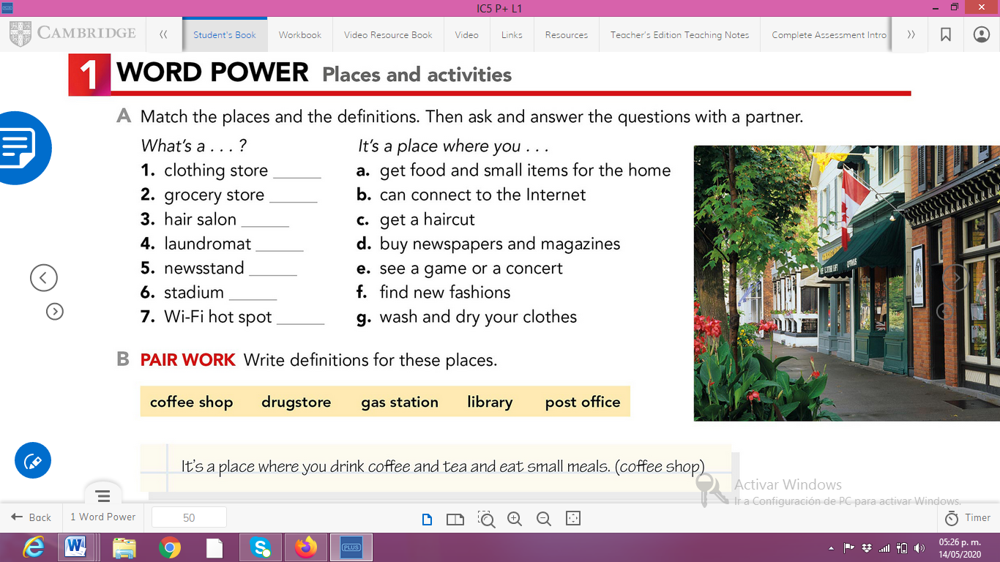 IC5 P+ L1
CAMBRIDGE
Student's Book
Workbook
Video Resource Book
Video
Links
Resources
Teacher's Edition Teaching Notes
Complete Assessment Intro
1 WORD POWER Places and activities
A Match the places and the definitions. Then ask and answer the questions with a partner.
What's a . . . ?
It's a place where you . . .
1. clothing store ______
a. get food and small items for the home
2. grocery store ______
b. can connect to the Internet
3. hair salon ______
c. get a haircut
4. laundromat ______
d. buy newspapers and magazines
5. newsstand ______
e. see a game or a concert
6. stadium ______
f. find new fashions
7. Wi-Fi hot spot ______
g. wash and dry your clothes
B PAIR WORK Write definitions for these places.
coffee shop drugstore gas station library post office
It's a place where you drink coffee and tea and eat small meals. (coffee shop)
Activar Windows
Ir a Configuración de PC para activar Windows.
Back
1 Word Power
50
Timer
PLUS
05:26 p. m.
14/05/2020